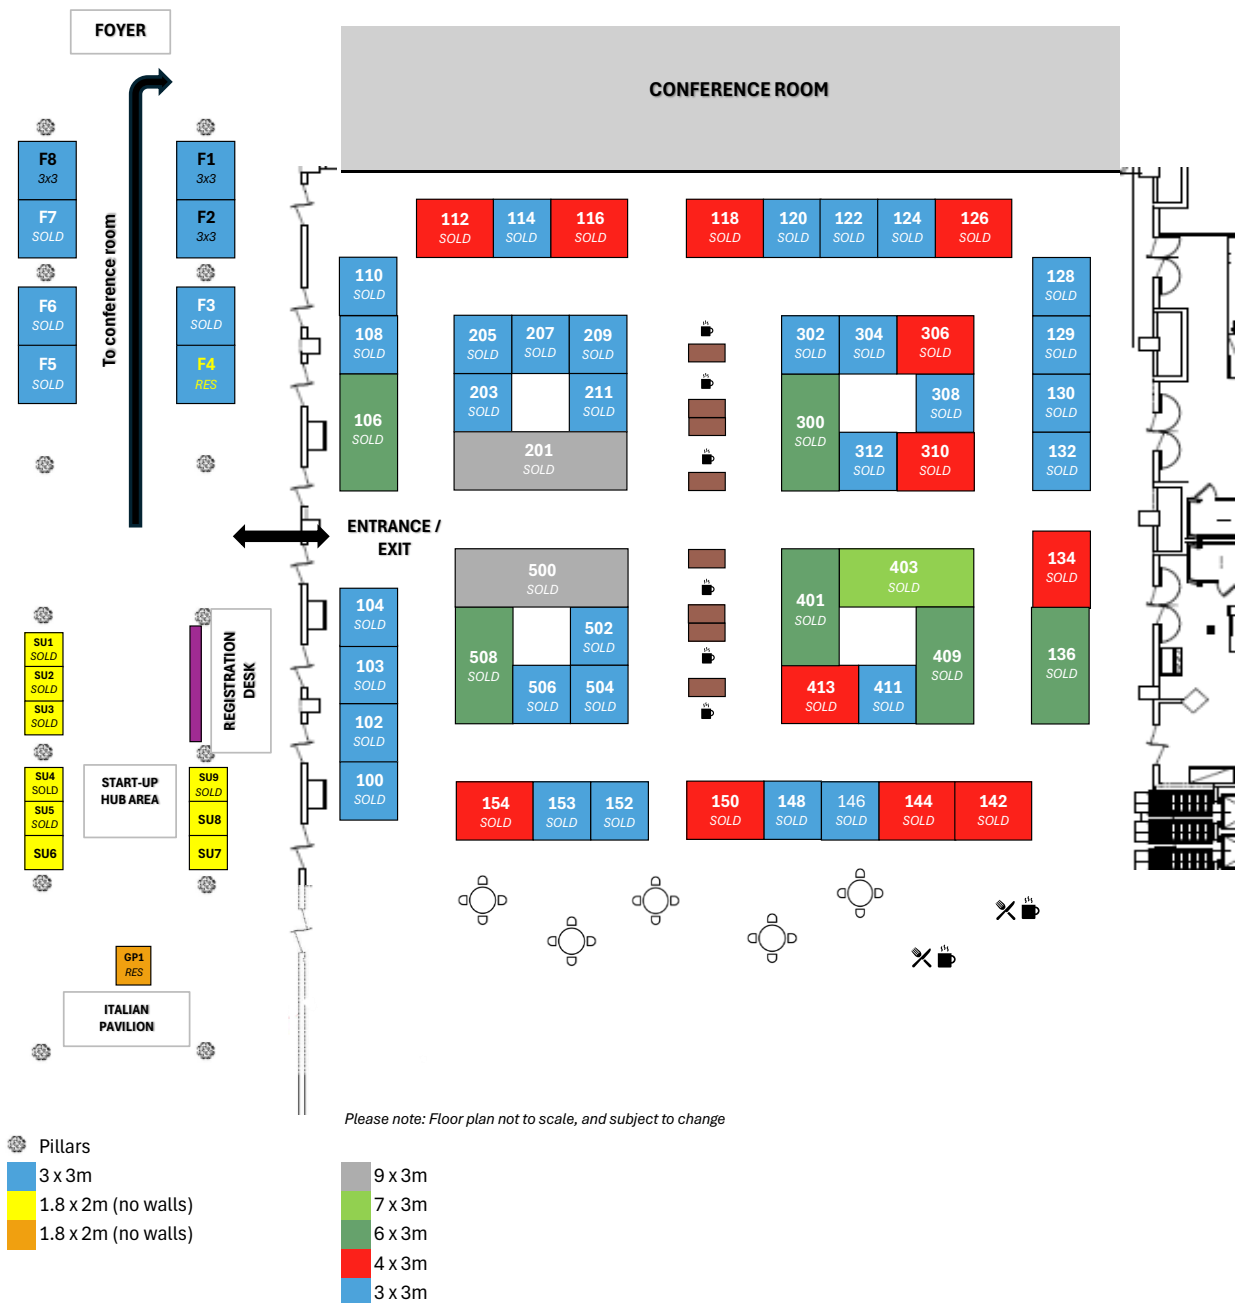 FOYER
CONFERENCE ROOM
To conference room
F8
3x3
F7
SOLD
F6
SOLD
F5
SOLD
F1
3x3
F2
3x3
F3
SOLD
F4
RES
112
SOLD
114
SOLD
116
SOLD
118
SOLD
120
SOLD
122
SOLD
124
SOLD
126
SOLD
110
SOLD
108
SOLD
106
SOLD
205
SOLD
207
SOLD
209
SOLD
203
SOLD
211
SOLD
201
SOLD
302
SOLD
304
SOLD
306
SOLD
300
SOLD
308
SOLD
312
SOLD
310
SOLD
128
SOLD
129
SOLD
130
SOLD
132
SOLD
ENTRANCE /
EXIT
500
SOLD
508
SOLD
502
SOLD
506
SOLD
504
SOLD
401
SOLD
403
SOLD
409
SOLD
413
SOLD
411
SOLD
134
SOLD
136
SOLD
104
SOLD
103
SOLD
102
SOLD
100
SOLD
SU1
SOLD
SU2
SOLD
SU3
SOLD
REGISTRATION
DESK
SU4
SOLD
SU5
SOLD
SU6
START-UP
HUB AREA
SU9
SOLD
SU8
SU7
154
SOLD
153
SOLD
152
SOLD
150
SOLD
148
SOLD
146
SOLD
144
SOLD
142
SOLD
GP1
RES
ITALIAN
PAVILION
Please note: Floor plan not to scale, and subject to change
Pillars
3 x 3m
1.8 x 2m (no walls)
1.8 x 2m (no walls)
9 x 3m
7 x 3m
6 x 3m
4 x 3m
3 x 3m